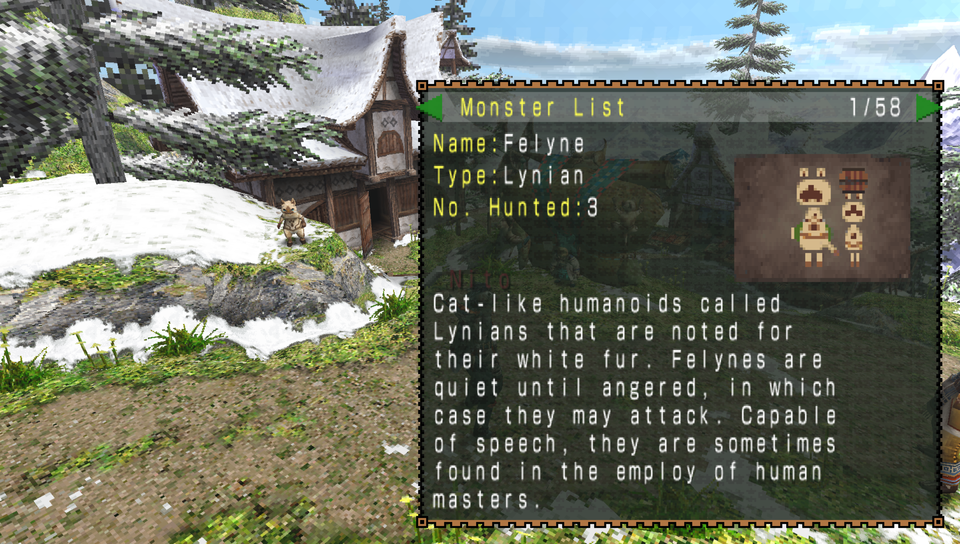 Monster List 1/58
Name:Felyne
Type:Lynian
No. Hunted:3
Cat-like humanoids called
Lynians that are noted for
their white fur. Felynes are
quiet until angered, in which
case they may attack. Capable
of speech, they are sometimes
found in the employ of human
masters.